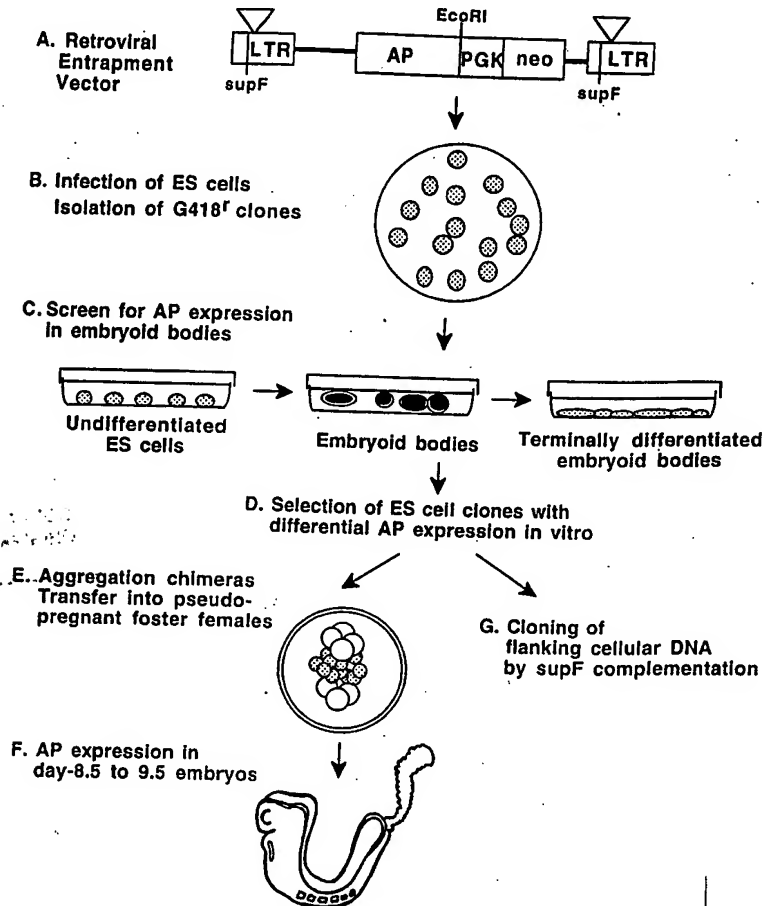 EcoRI
A. Retroviral
Entrapment
Vector
LTR
AP
PGK
neo
LTR
supF
supF
B. Infection of ES cells
Isolation of G418r clones
C. Screen for AP expression
in embryoid bodies
Undifferentiated
ES cells
Embryoid bodies
Terminally differentiated
embryoid bodies
D. Selection of ES cell clones with
differential AP expression in vitro
E. Aggregation chimeras
Transfer into pseudo-
pregnant foster females
G. Cloning of
flanking cellular DNA
by supF complementation
F. AP expression in
day-8.5 to 9.5 embryos